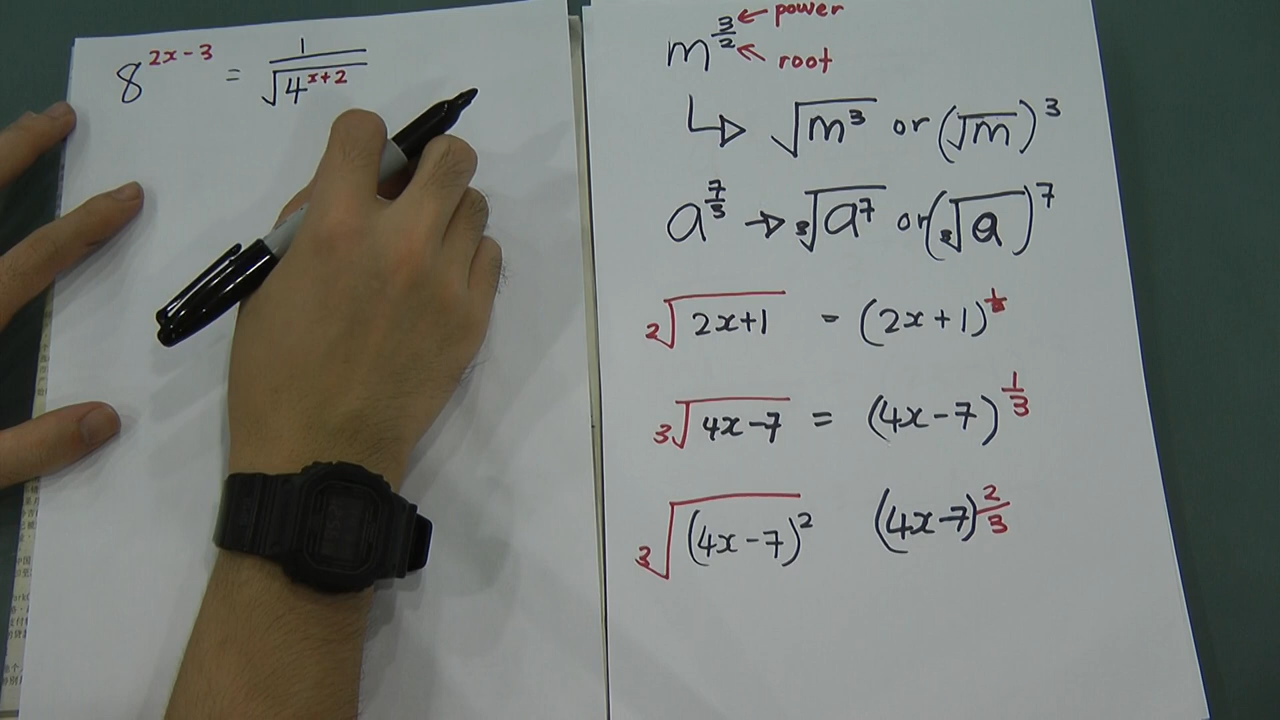 8^(2x-3) = 1/√(4^(x+2))
m^(3/2) ← power
← root
↳ √(m³) or (√m)³
a^(7/3) → ³√(a⁷) or (³√a)⁷
²√(2x+1) = (2x+1)^(½)
³√(4x-7) = (4x-7)^(1/3)
³√((4x-7)²) (4x-7)^(2/3)